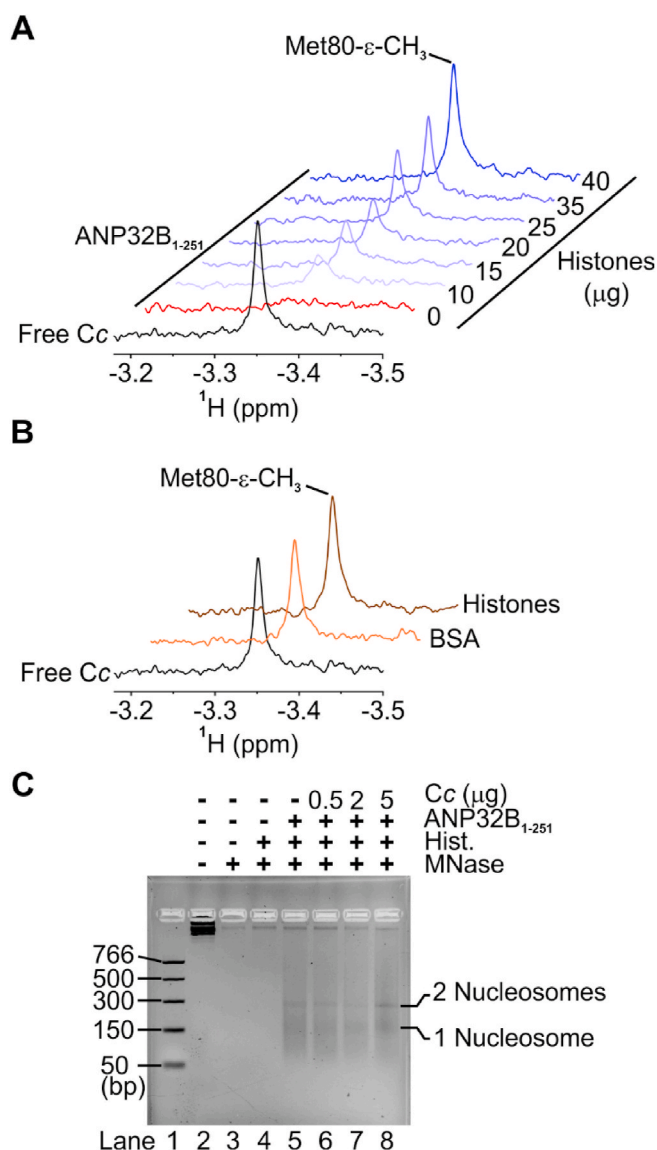 A
Met80-ε-CH3
ANP32B1-251
40
35
25
20
15
10
0
Histones
(μg)
Free Cc
-3.2 -3.3 -3.4 -3.5
1H (ppm)
B
Met80-ε-CH3
Histones
BSA
Free Cc
-3.2 -3.3 -3.4 -3.5
1H (ppm)
C
- - - - 0.5 2 5 Cc (μg)
- - - + + + + ANP32B1-251
- - + + + + + Hist.
- + + + + + + MNase
766
500
300
150
50
(bp)
2 Nucleosomes
1 Nucleosome
Lane 1 2 3 4 5 6 7 8